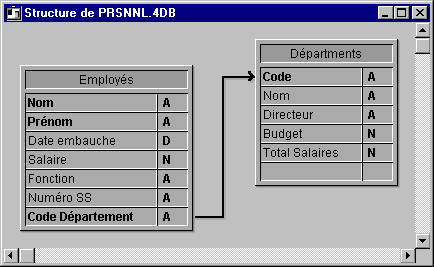 Structure de PRSNNL.4DB
Employés
Nom A
Prénom A
Date embauche D
Salaire N
Fonction A
Numéro SS A
Code Département A
Départments
Code A
Nom A
Directeur A
Budget N
Total Salaires N